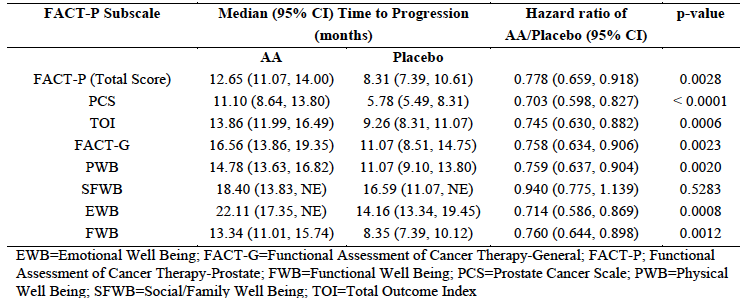 FACT-P Subscale Median (95% CI) Time to Progression (months) Hazard ratio of AA/Placebo (95% CI) p-value
AA Placebo
FACT-P (Total Score) 12.65 (11.07, 14.00) 8.31 (7.39, 10.61) 0.778 (0.659, 0.918) 0.0028
PCS 11.10 (8.64, 13.80) 5.78 (5.49, 8.31) 0.703 (0.598, 0.827) < 0.0001
TOI 13.86 (11.99, 16.49) 9.26 (8.31, 11.07) 0.745 (0.630, 0.882) 0.0006
FACT-G 16.56 (13.86, 19.35) 11.07 (8.51, 14.75) 0.758 (0.634, 0.906) 0.0023
PWB 14.78 (13.63, 16.82) 11.07 (9.10, 13.80) 0.759 (0.637, 0.904) 0.0020
SFWB 18.40 (13.83, NE) 16.59 (11.07, NE) 0.940 (0.775, 1.139) 0.5283
EWB 22.11 (17.35, NE) 14.16 (13.34, 19.45) 0.714 (0.586, 0.869) 0.0008
FWB 13.34 (11.01, 15.74) 8.35 (7.39, 10.12) 0.760 (0.644, 0.898) 0.0012
EWB=Emotional Well Being; FACT-G=Functional Assessment of Cancer Therapy-General; FACT-P; Functional
Assessment of Cancer Therapy-Prostate; FWB=Functional Well Being; PCS=Prostate Cancer Scale; PWB=Physical
Well Being; SFWB=Social/Family Well Being; TOI=Total Outcome Index